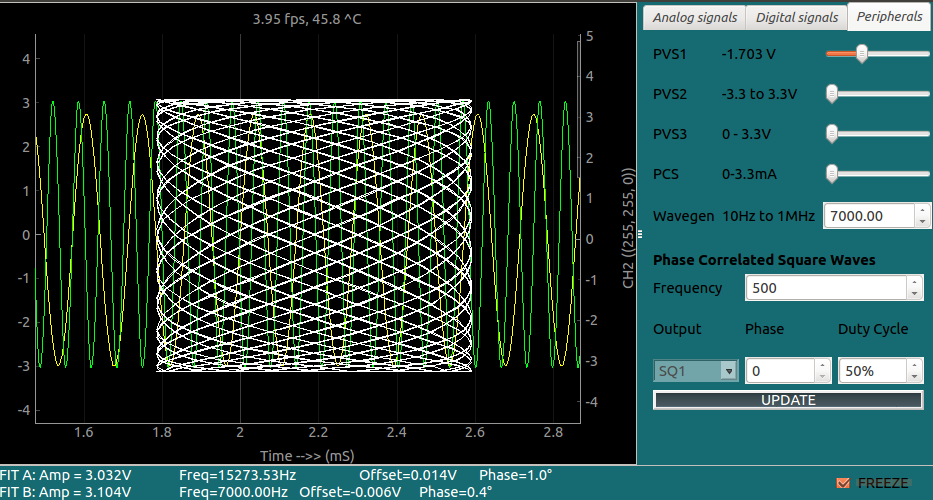 3.95 fps, 45.8 ^C
Analog signals Digital signals Peripherals
5
4 4
3 3
2 2
1 1
0 0
-1 -1
-2 -2
-3 -3
-4 -4
1.6 1.8 2 2.2 2.4 2.6 2.8
Time -->> (mS)
CH2 ((255, 255, 0))
PVS1 -1.703 V
PVS2 -3.3 to 3.3V
PVS3 0 - 3.3V
PCS 0-3.3mA
Wavegen 10Hz to 1MHz 7000.00
Phase Correlated Square Waves
Frequency 500
Output Phase Duty Cycle
SQ1 0 50%
UPDATE
FIT A: Amp = 3.032V Freq=15273.53Hz Offset=0.014V Phase=1.0°
FIT B: Amp = 3.104V Freq=7000.00Hz Offset=-0.006V Phase=0.4°
FREEZE